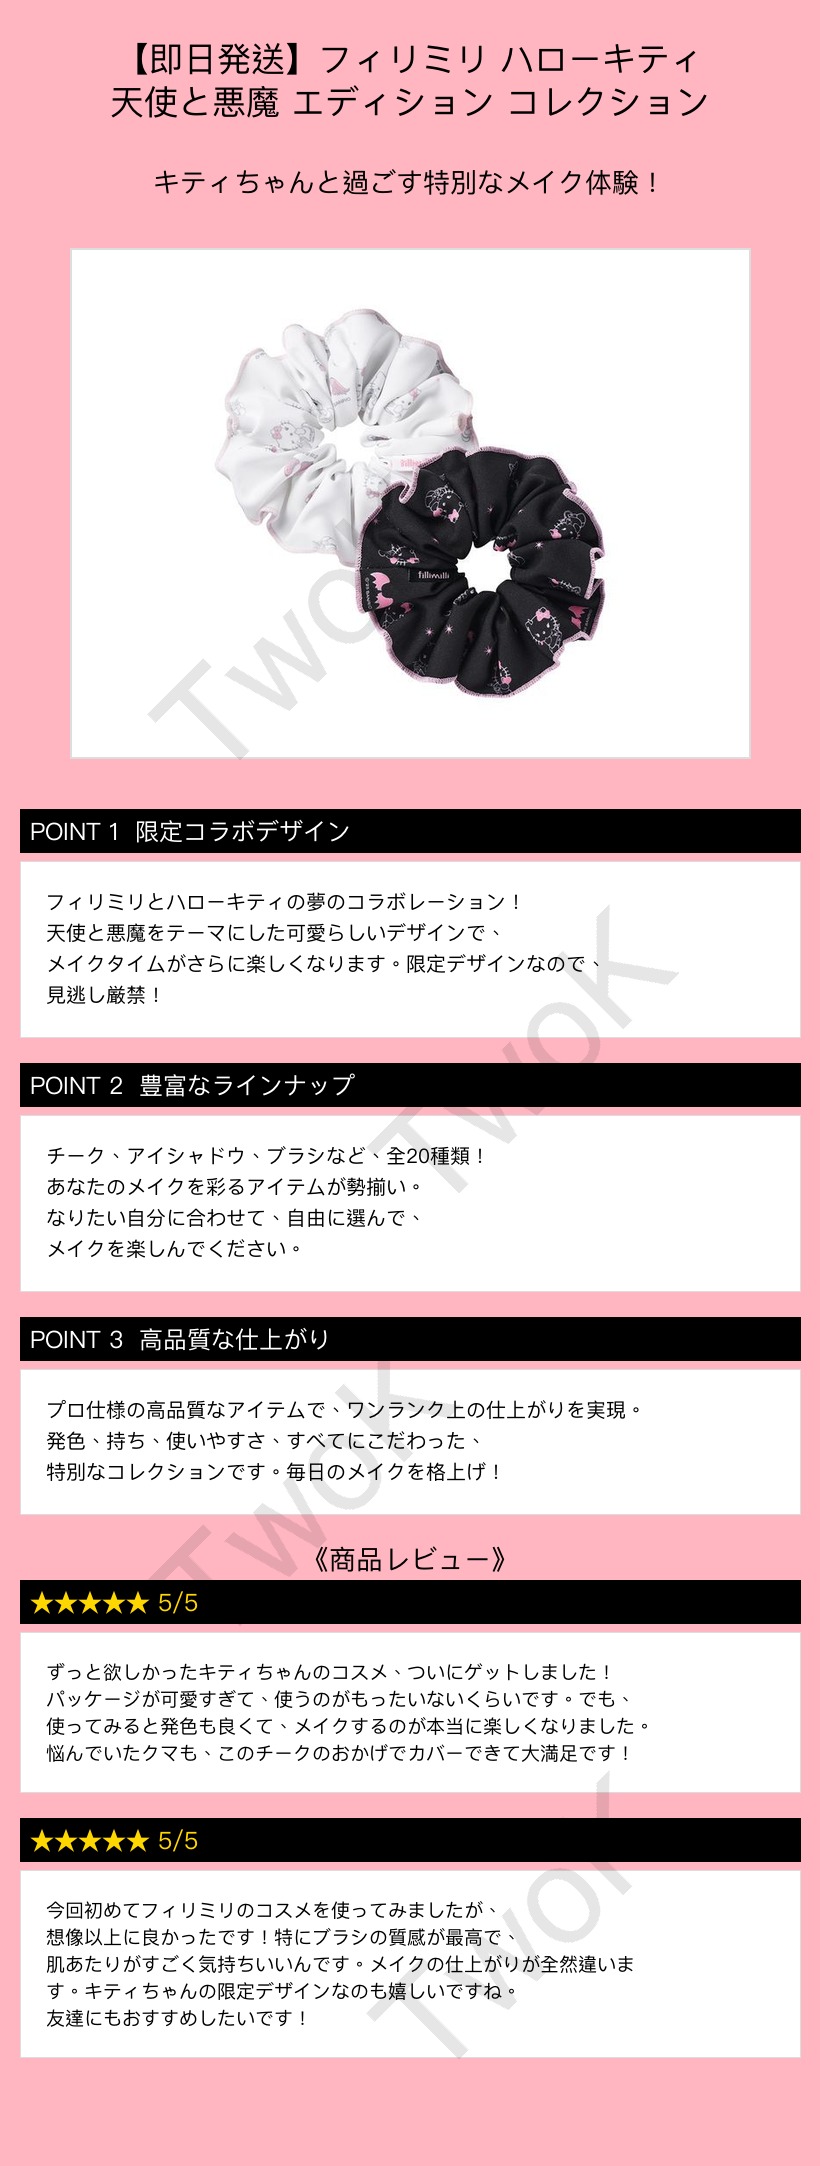 【即日発送】フィリミリ ハローキティ
天使と悪魔 エディション コレクション
キティちゃんと過ごす特別なメイク体験！
fillimilli
TwoK
POINT 1 限定コラボデザイン
フィリミリとハローキティの夢のコラボレーション！
天使と悪魔をテーマにした可愛らしいデザインで、
メイクタイムがさらに楽しくなります。限定デザインなので、
見逃し厳禁！
TwoK
POINT 2 豊富なラインナップ
チーク、アイシャドウ、ブラシなど、全20種類！
あなたのメイクを彩るアイテムが勢揃い。
なりたい自分に合わせて、自由に選んで、
メイクを楽しんでください。
POINT 3 高品質な仕上がり
プロ仕様の高品質なアイテムで、ワンランク上の仕上がりを実現。
発色、持ち、使いやすさ、すべてにこだわった、
特別なコレクションです。毎日のメイクを格上げ！
TwoK
《商品レビュー》
★★★★★ 5/5
ずっと欲しかったキティちゃんのコスメ、ついにゲットしました！
パッケージが可愛すぎて、使うのがもったいないくらいです。でも、
使ってみると発色も良くて、メイクするのが本当に楽しくなりました。
悩んでいたクマも、このチークのおかげでカバーできて大満足です！
★★★★★ 5/5
今回初めてフィリミリのコスメを使ってみましたが、
想像以上に良かったです！特にブラシの質感が最高で、
肌あたりがすごく気持ちいいんです。メイクの仕上がりが全然違いま
す。キティちゃんの限定デザインなのも嬉しいですね。
友達にもおすすめしたいです！
TwoK